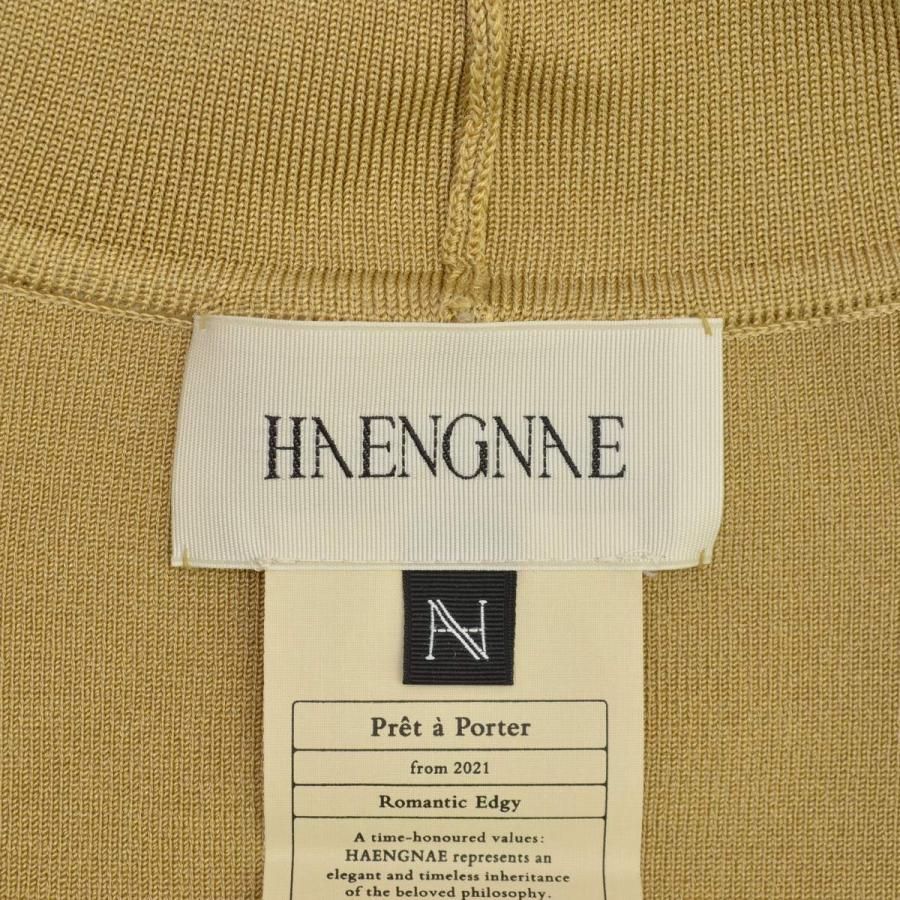 HAENGNAE
Prêt à Porter
from 2021
Romantic Edgy
A time-honoured values:
HAENGNAE represents an
elegant and timeless inheritance
of the beloved philosophy.